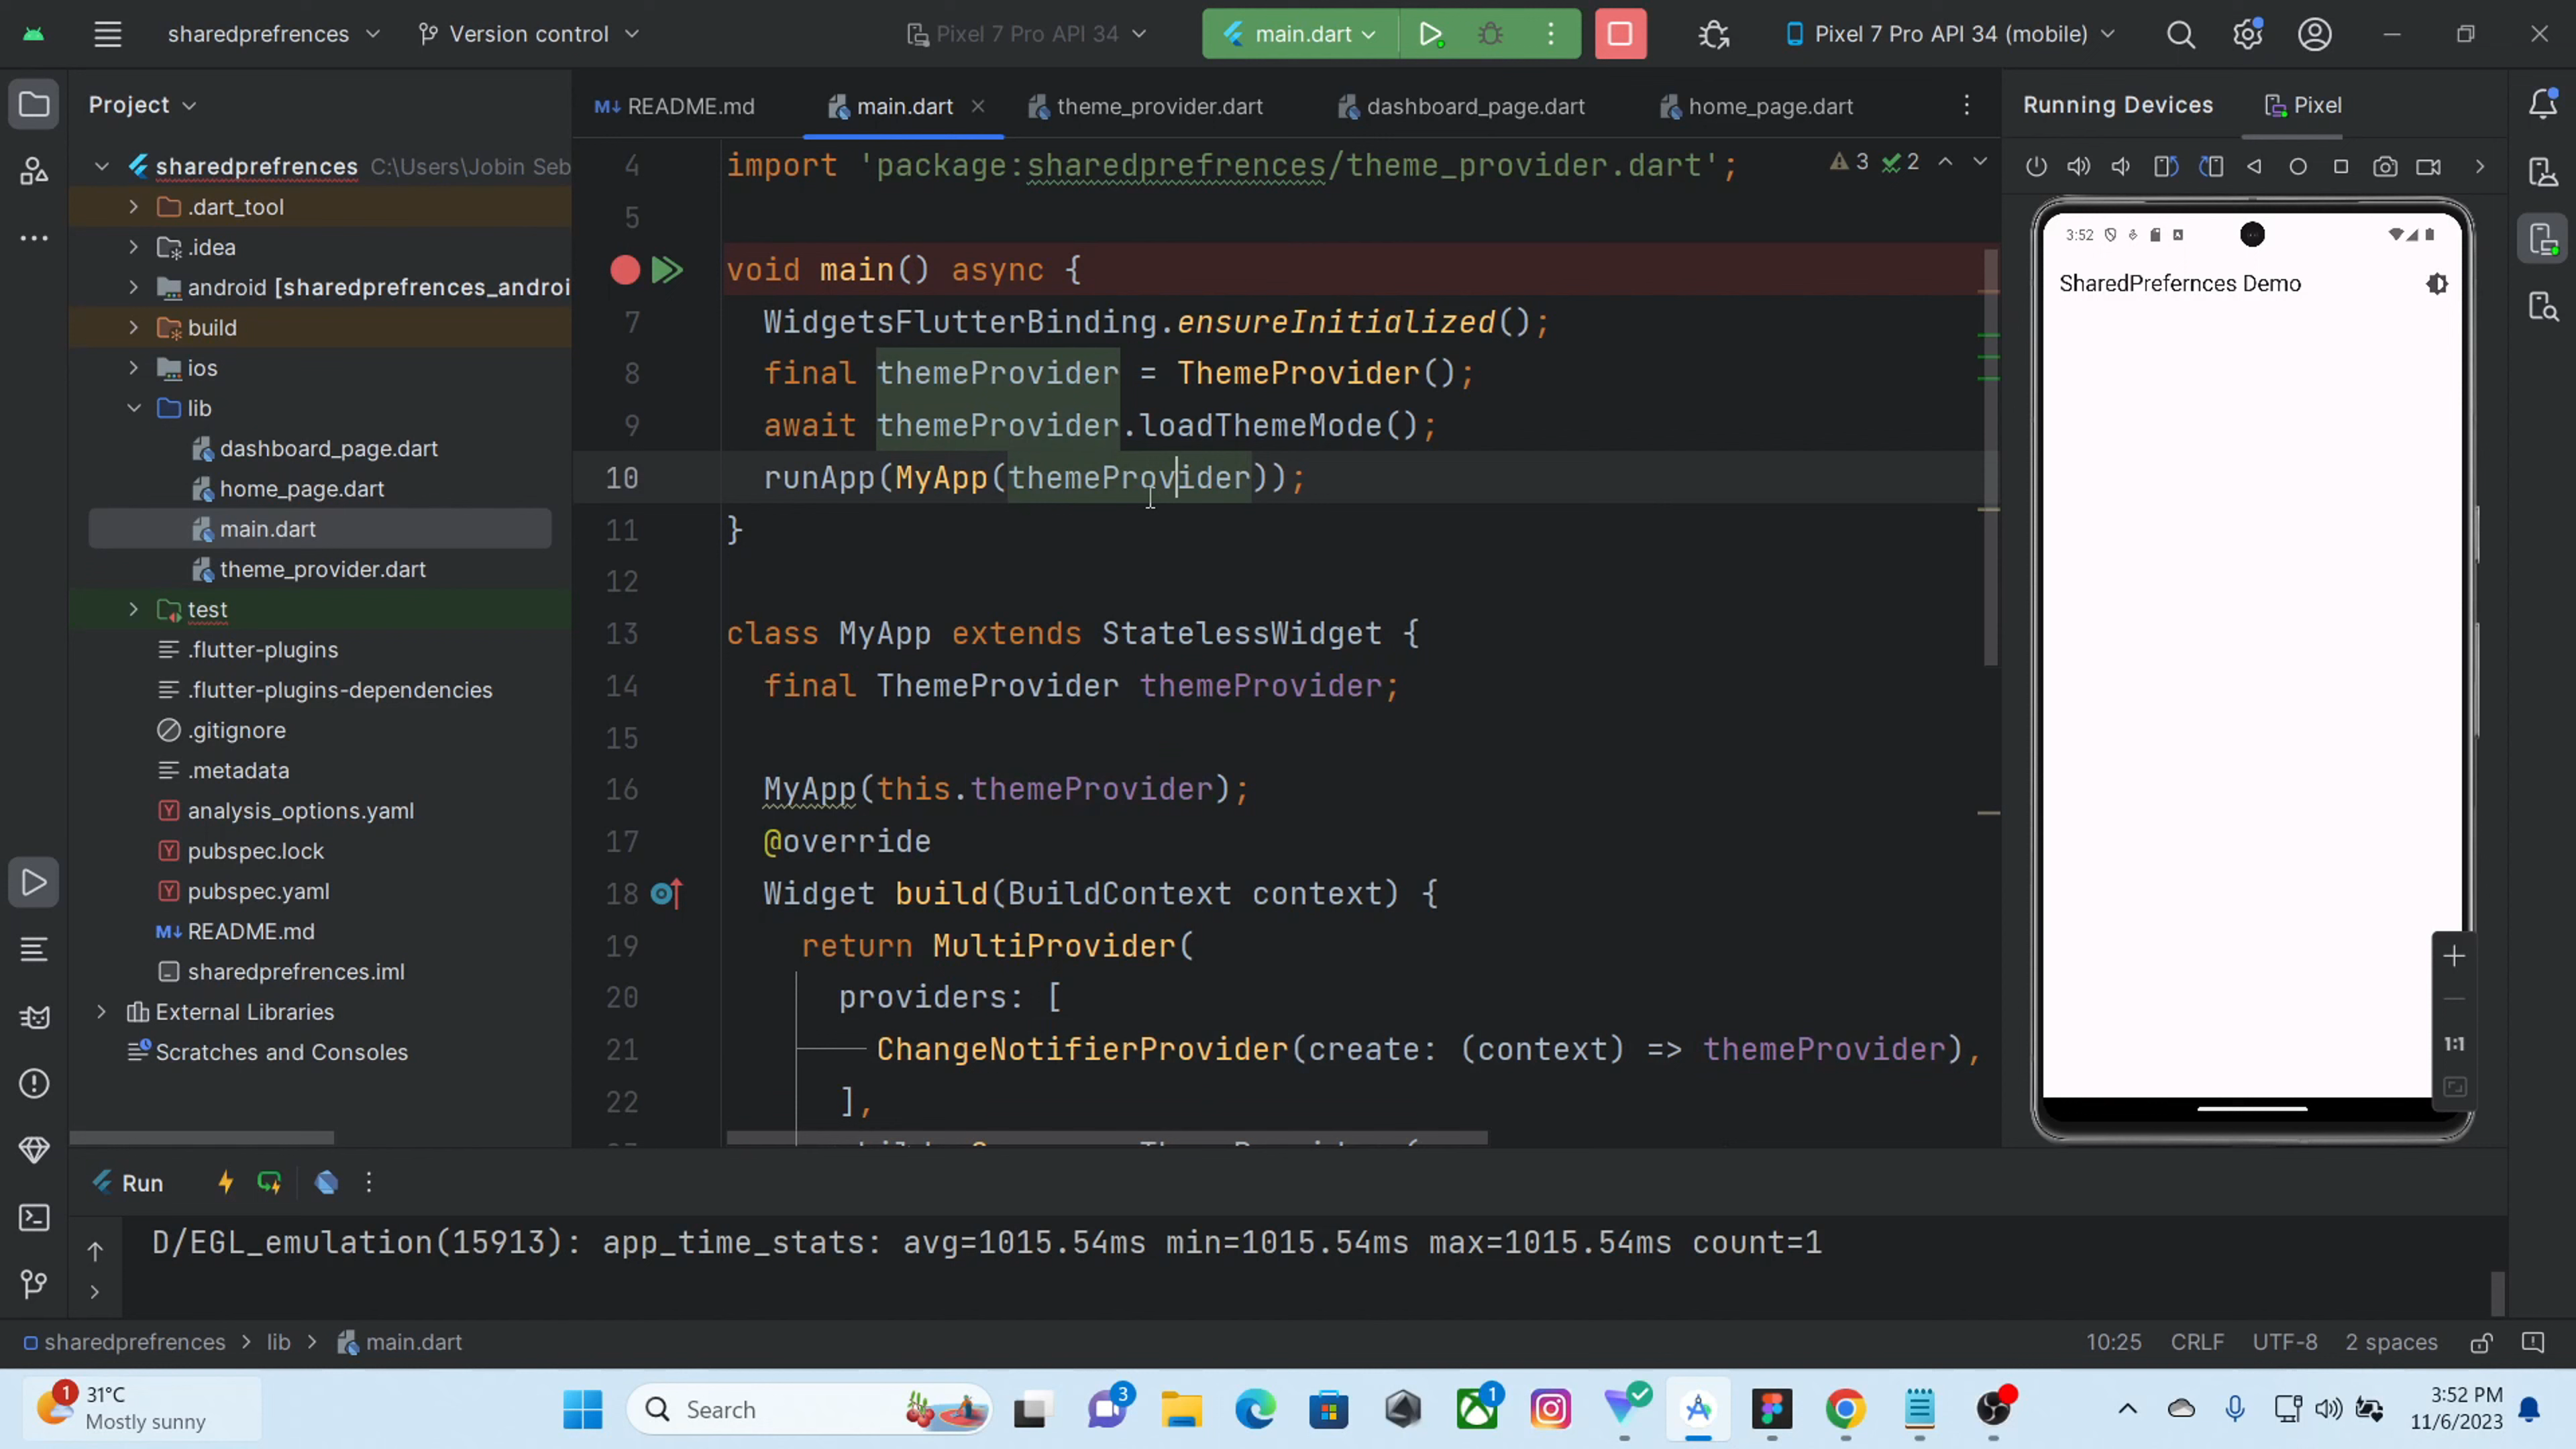 sharedprefrences
Version control
Pixel 7 Pro API 34
main.dart
Pixel 7 Pro API 34 (mobile)
Project
README.md
main.dart
theme_provider.dart
dashboard_page.dart
home_page.dart
Running Devices
Pixel
sharedprefrences C:\Users\Jobin Seb
.dart_tool
.idea
android [sharedprefrences_androi
build
ios
lib
dashboard_page.dart
home_page.dart
main.dart
theme_provider.dart
test
.flutter-plugins
.flutter-plugins-dependencies
.gitignore
.metadata
analysis_options.yaml
pubspec.lock
pubspec.yaml
README.md
sharedprefrences.iml
External Libraries
Scratches and Consoles
3 2
4 import 'package:sharedprefrences/theme_provider.dart';
5
void main() async {
7 WidgetsFlutterBinding.ensureInitialized();
8 final themeProvider = ThemeProvider();
9 await themeProvider.loadThemeMode();
10 runApp(MyApp(themeProvider));
11 }
12
13 class MyApp extends StatelessWidget {
14 final ThemeProvider themeProvider;
15
16 MyApp(this.themeProvider);
17 @override
18 Widget build(BuildContext context) {
19 return MultiProvider(
20 providers: [
21 ChangeNotifierProvider(create: (context) => themeProvider),
22 ],
3:52
SharedPrefernces Demo
1:1
Run
D/EGL_emulation(15913): app_time_stats: avg=1015.54ms min=1015.54ms max=1015.54ms count=1
sharedprefrences > lib > main.dart
10:25 CRLF UTF-8 2 spaces
1
31°C
Mostly sunny
Search
3
1
3:52 PM
11/6/2023